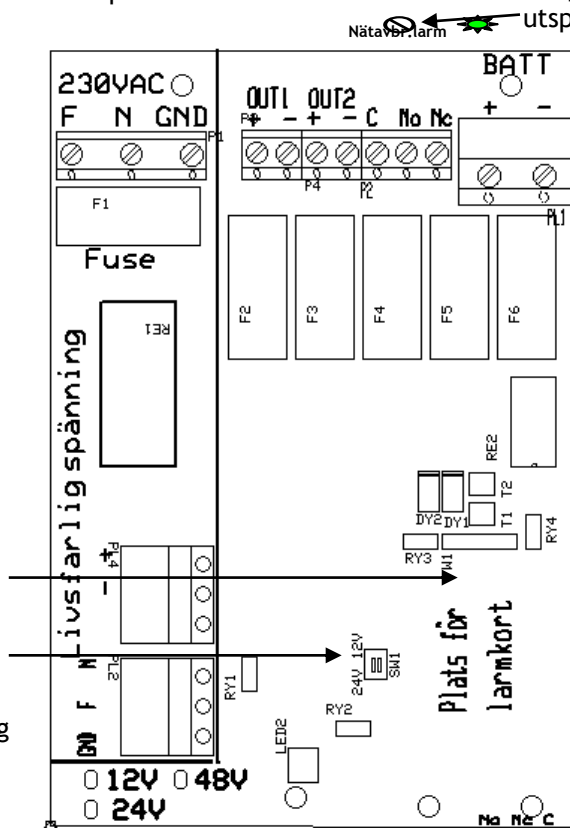 utsp
Nätavbr.larm
230VAC
BATT
OUT1 OUT2
F N GND
+ - + - C No Nc
+ -
P1
P4
P2
PL1
F1
Fuse
F2
F3
F4
F5
F6
RE1
RE2
Livsfarlig spänning
DY2
DY1
T2
T1
RY3
W1
RY4
PL4
+
-
PL2
N
F
GND
RY1
24V 12V
SW1
RY2
LED2
Plats för
larmkort
12V 48V
24V
No Nc C